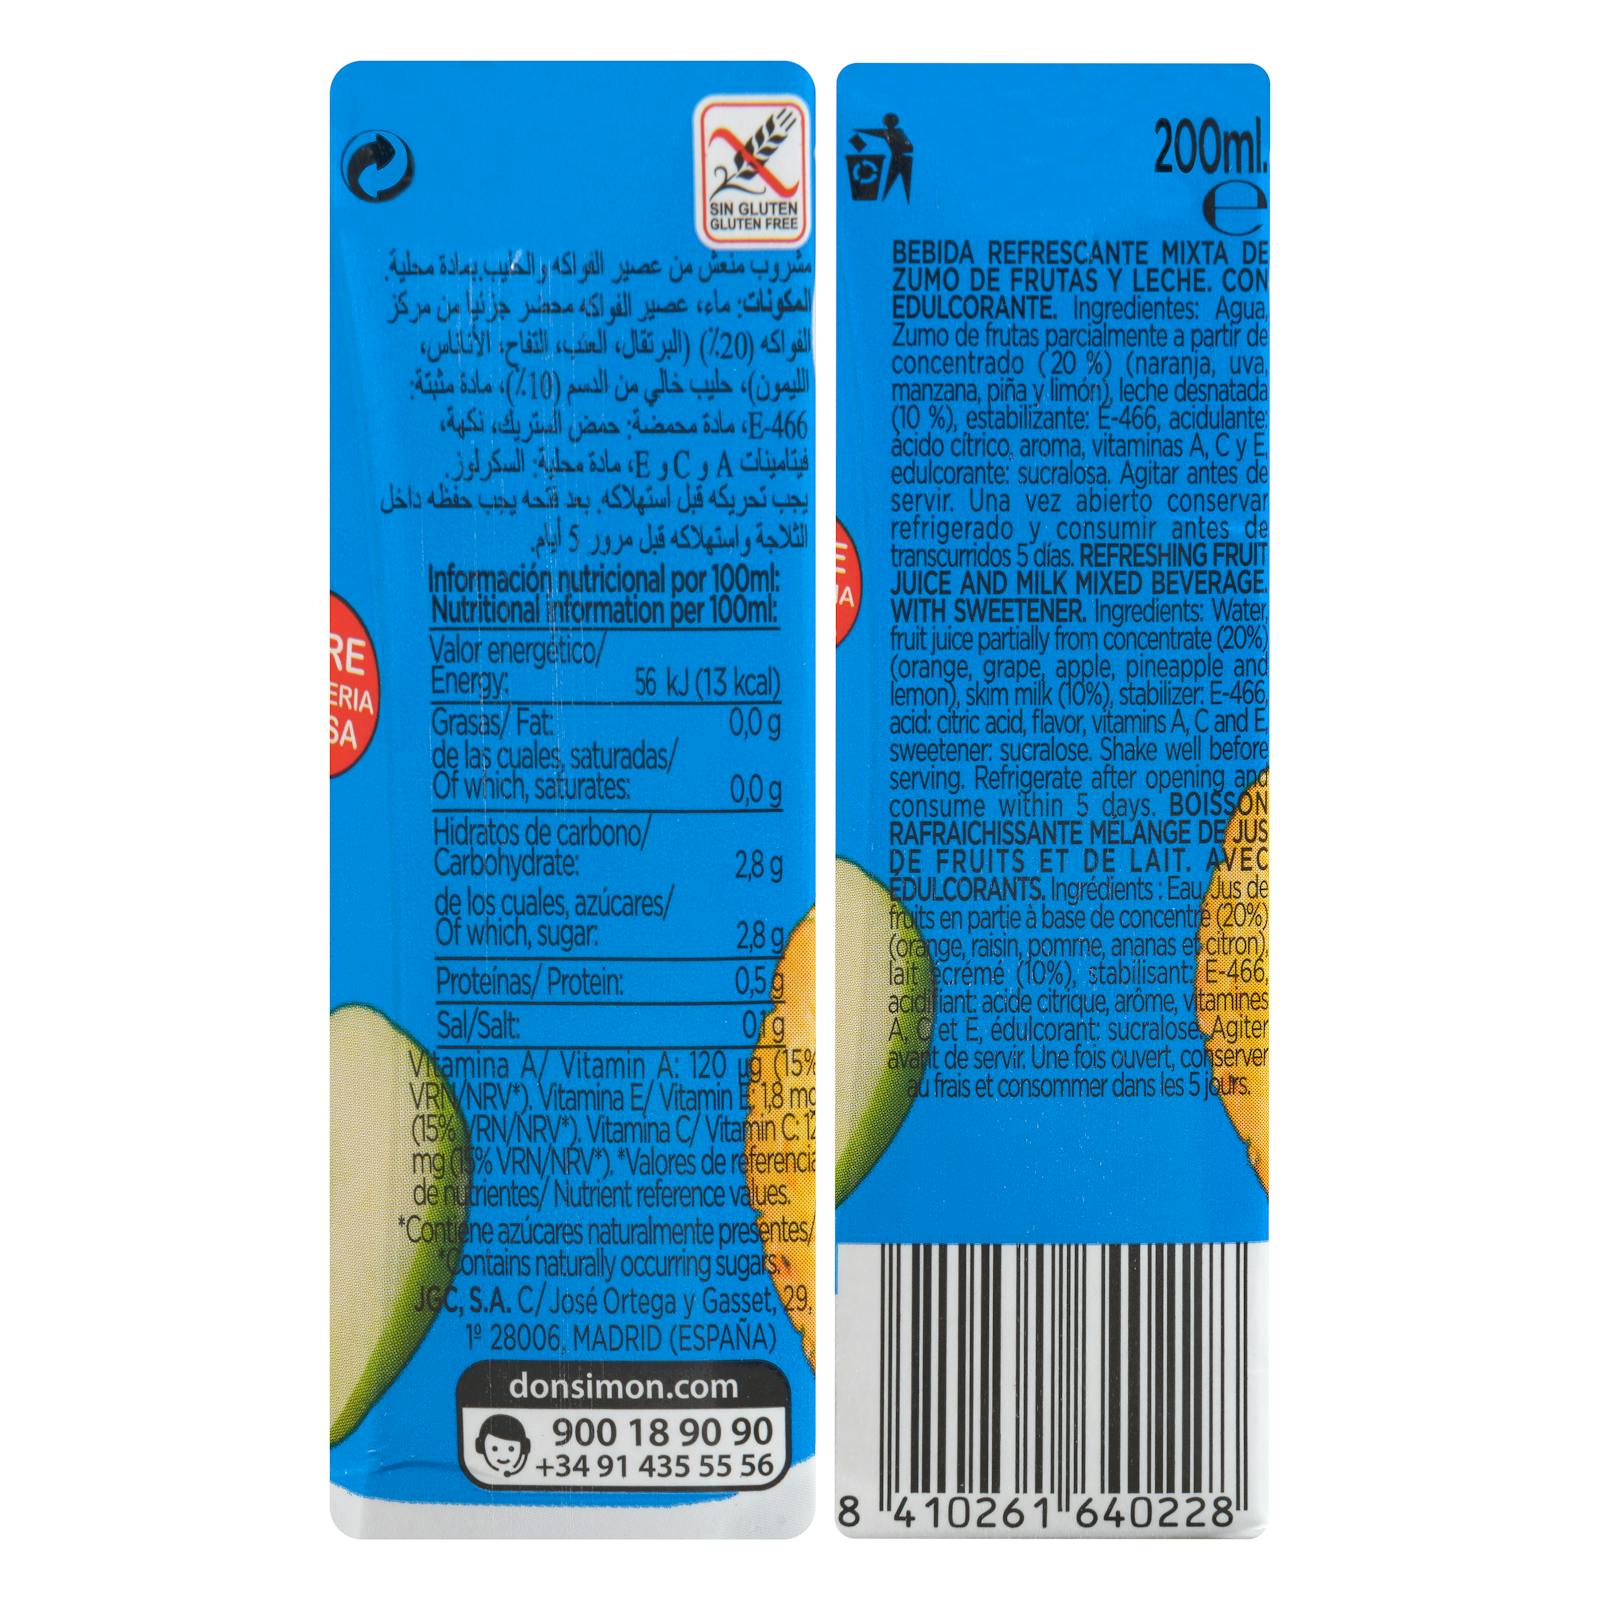 SIN GLUTEN
GLUTEN FREE
مشروب منعش من عصير الفواكه والحليب بمادة محلية.
المكونات: ماء، عصير الفواكه محضر جزئيا من مركز
الفواكه (20٪) (البرتقال، العنب، التفاح، الأناناس،
الليمون)، حليب خالي من الدسم (10٪)، مادة مثبتة:
E-466، مادة محمضة: حمض الستريك، نكهة،
فيتامينات A و C و E، مادة محلية: السكرلوز.
يجب تحريكه قبل استهلاكه. بعد فتحه يجب حفظه داخل
الثلاجة واستهلاكه قبل مرور 5 أيام.
Información nutricional por 100ml:
Nutritional information per 100ml:
Valor energético/
Energy: 56 kJ (13 kcal)
Grasas/ Fat: 0,0 g
de las cuales, saturadas/
Of which, saturates: 0,0 g
Hidratos de carbono/
Carbohydrate: 2,8 g
de los cuales, azúcares/
Of which, sugar: 2,8 g
Proteínas/ Protein: 0,5 g
Sal/Salt: 0,1 g
Vitamina A/ Vitamin A: 120 µg (15%
VRN/NRV*). Vitamina E/ Vitamin E: 1,8 mg
(15% VRN/NRV*). Vitamina C/ Vitamin C: 12
mg (15% VRN/NRV*). *Valores de referencia
de nutrientes/ Nutrient reference values.
*Contiene azúcares naturalmente presentes/
*Contains naturally occurring sugars.
JGC, S.A. C/ José Ortega y Gasset, 29,
1º 28006, MADRID (ESPAÑA)
donsimon.com
900 18 90 90
+34 91 435 55 56
RE
ERIA
SA
200ml.
e
BEBIDA REFRESCANTE MIXTA DE
ZUMO DE FRUTAS Y LECHE. CON
EDULCORANTE. Ingredientes: Agua,
Zumo de frutas parcialmente a partir de
concentrado (20 %) (naranja, uva,
manzana, piña y limón), leche desnatada
(10 %), estabilizante: E-466, acidulante:
ácido cítrico, aroma, vitaminas A, C y E,
edulcorante: sucralosa. Agitar antes de
servir. Una vez abierto conservar
refrigerado y consumir antes de
transcurridos 5 días. REFRESHING FRUIT
JUICE AND MILK MIXED BEVERAGE.
WITH SWEETENER. Ingredients: Water,
fruit juice partially from concentrate (20%)
(orange, grape, apple, pineapple and
lemon), skim milk (10%), stabilizer: E-466,
acid: citric acid, flavor, vitamins A, C and E,
sweetener: sucralose. Shake well before
serving. Refrigerate after opening and
consume within 5 days. BOISSON
RAFRAICHISSANTE MÉLANGE DE JUS
DE FRUITS ET DE LAIT. AVEC
EDULCORANTS. Ingrédients : Eau, Jus de
fruits en partie à base de concentré (20%)
(orange, raisin, pomme, ananas et citron),
lait écrémé (10%), stabilisant: E-466,
acidifiant: acide citrique, arôme, vitamines
A, C et E, édulcorant: sucralose. Agiter
avant de servir. Une fois ouvert, conserver
au frais et consommer dans les 5 jours.
8 410261 640228